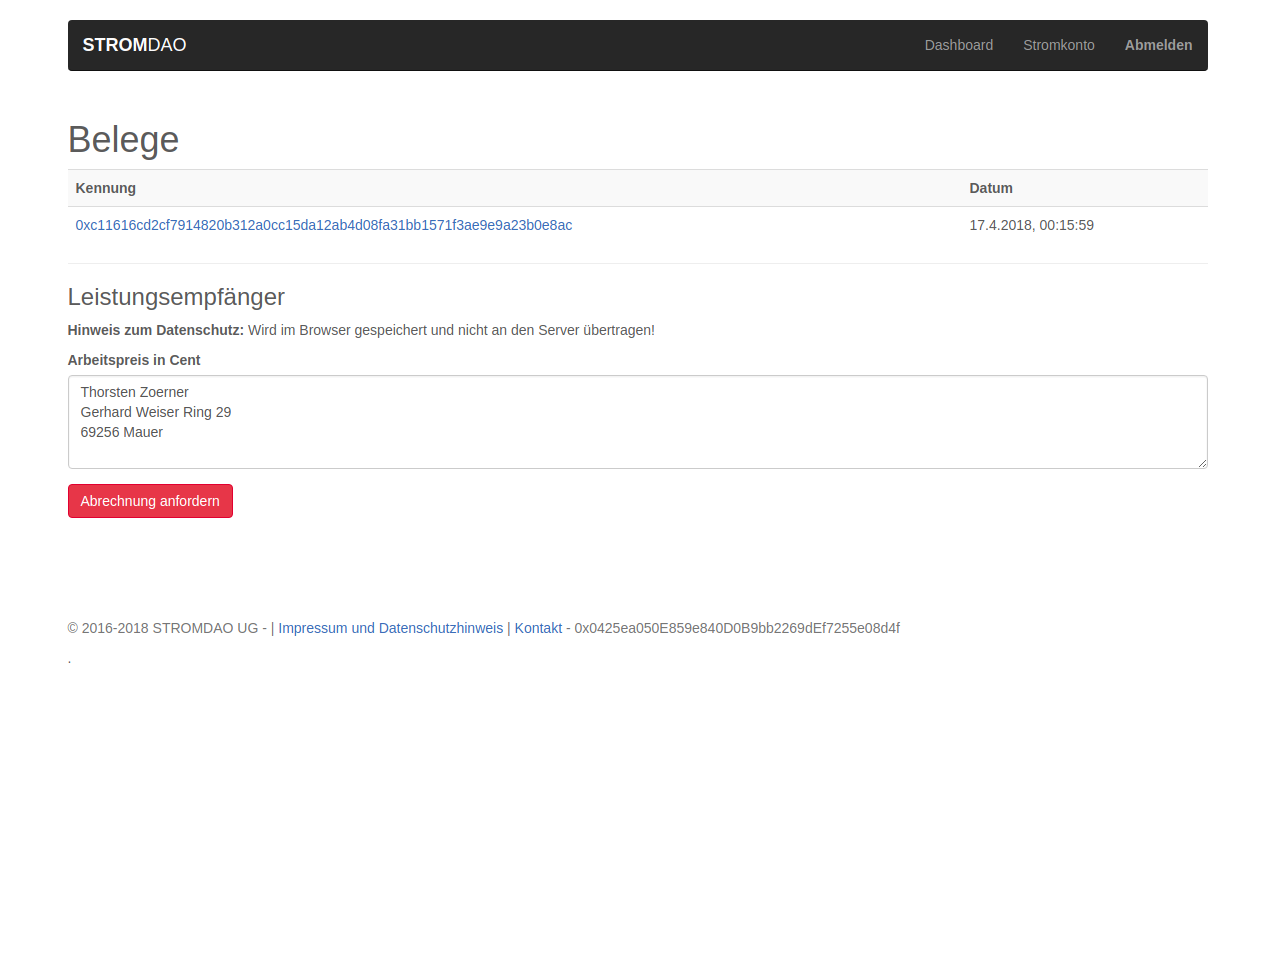 STROMDAO
Dashboard Stromkonto Abmelden
Belege
Kennung Datum
0xc11616cd2cf7914820b312a0cc15da12ab4d08fa31bb1571f3ae9e9a23b0e8ac 17.4.2018, 00:15:59
Leistungsempfänger
Hinweis zum Datenschutz: Wird im Browser gespeichert und nicht an den Server übertragen!
Arbeitspreis in Cent
Thorsten Zoerner
Gerhard Weiser Ring 29
69256 Mauer
Abrechnung anfordern
© 2016-2018 STROMDAO UG - | Impressum und Datenschutzhinweis | Kontakt - 0x0425ea050E859e840D0B9bb2269dEf7255e08d4f
.